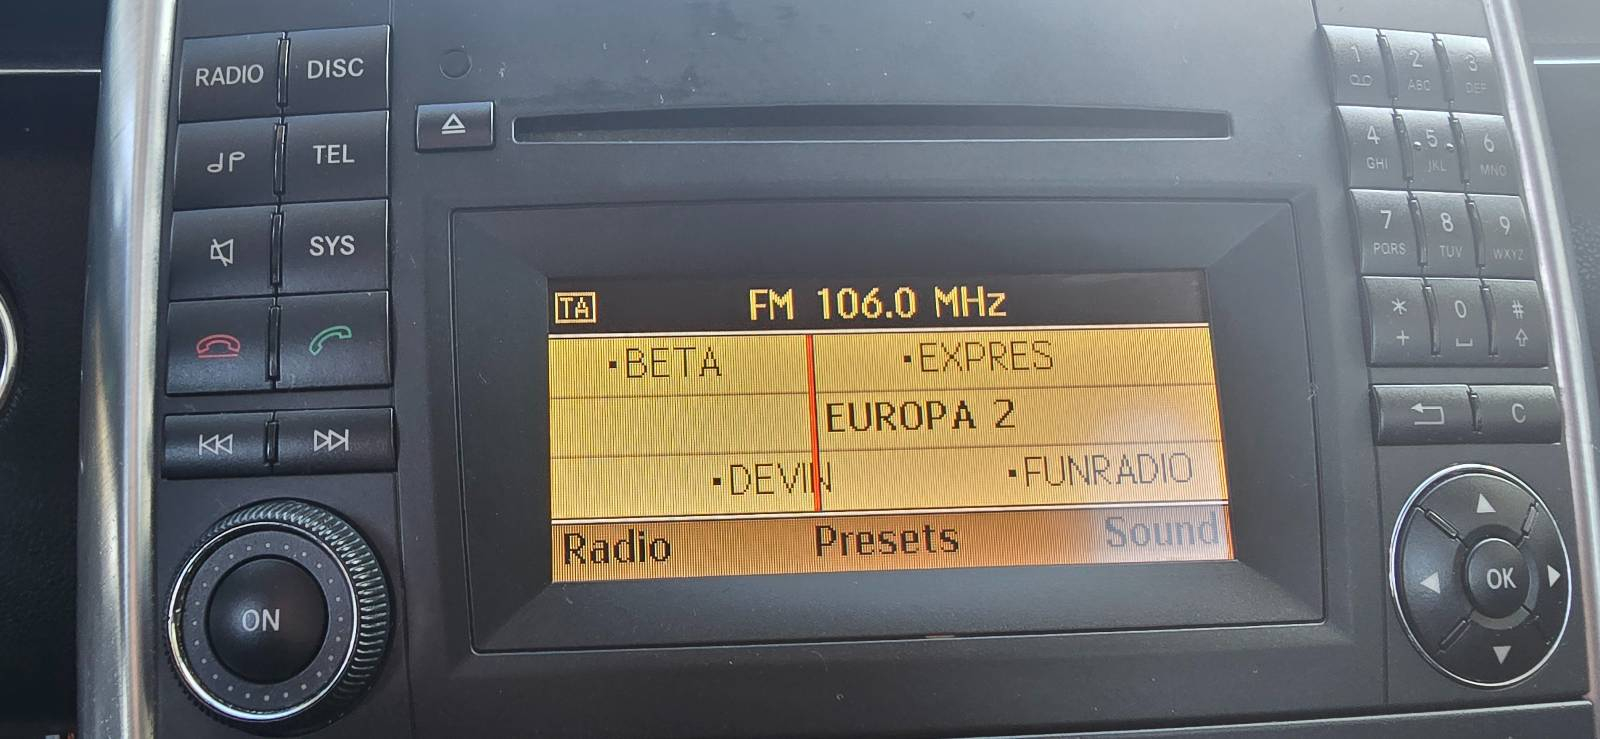 RADIO DISC
TEL
SYS
ON
TA FM 106.0 MHz
·BETA ·EXPRES
EUROPA 2
·DEVIN ·FUNRADIO
Radio Presets Sound
1 2 ABC 3 DEF
4 GHI 5 JKL 6 MNO
7 PQRS 8 TUV 9 WXYZ
* + 0 #
C
OK